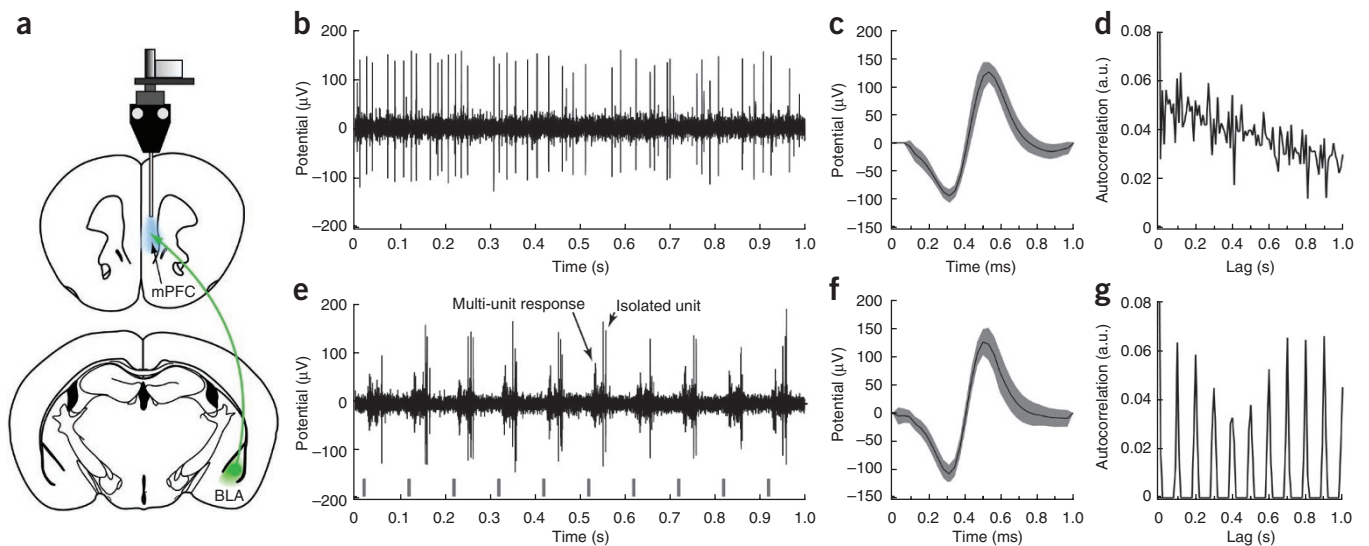 a
mPFC
BLA
b
Potential (µV)
200
100
0
–100
–200
0 0.1 0.2 0.3 0.4 0.5 0.6 0.7 0.8 0.9 1.0
Time (s)
c
Potential (µV)
150
100
50
0
–50
–100
–150
0.2 0.4 0.6 0.8 1.0
Time (ms)
d
Autocorrelation (a.u.)
0.08
0.06
0.04
0.02
0
0 0.2 0.4 0.6 0.8 1.0
Lag (s)
e
Multi-unit response
Isolated unit
Potential (µV)
200
100
0
–100
–200
0 0.1 0.2 0.3 0.4 0.5 0.6 0.7 0.8 0.9 1.0
Time (s)
f
Potential (µV)
150
100
50
0
–50
–100
–150
0 0.2 0.4 0.6 0.8 1.0
Time (ms)
g
Autocorrelation (a.u.)
0.08
0.06
0.04
0.02
0
0 0.2 0.4 0.6 0.8 1.0
Lag (s)